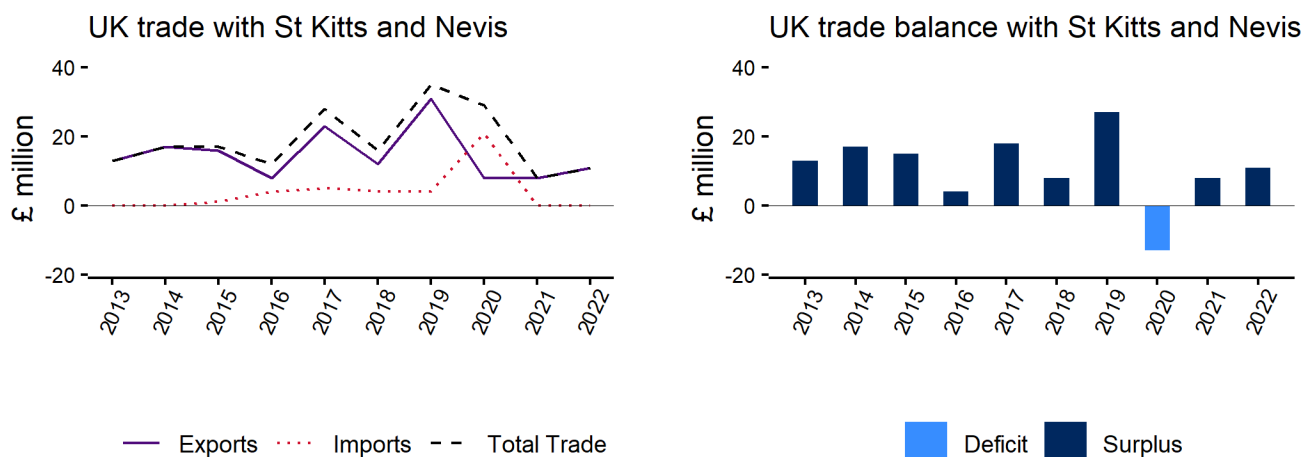 UK trade with St Kitts and Nevis
£ million
40
20
0
-20
2013 2014 2015 2016 2017 2018 2019 2020 2021 2022
Exports Imports Total Trade
UK trade balance with St Kitts and Nevis
£ million
40
20
0
-20
2013 2014 2015 2016 2017 2018 2019 2020 2021 2022
Deficit Surplus